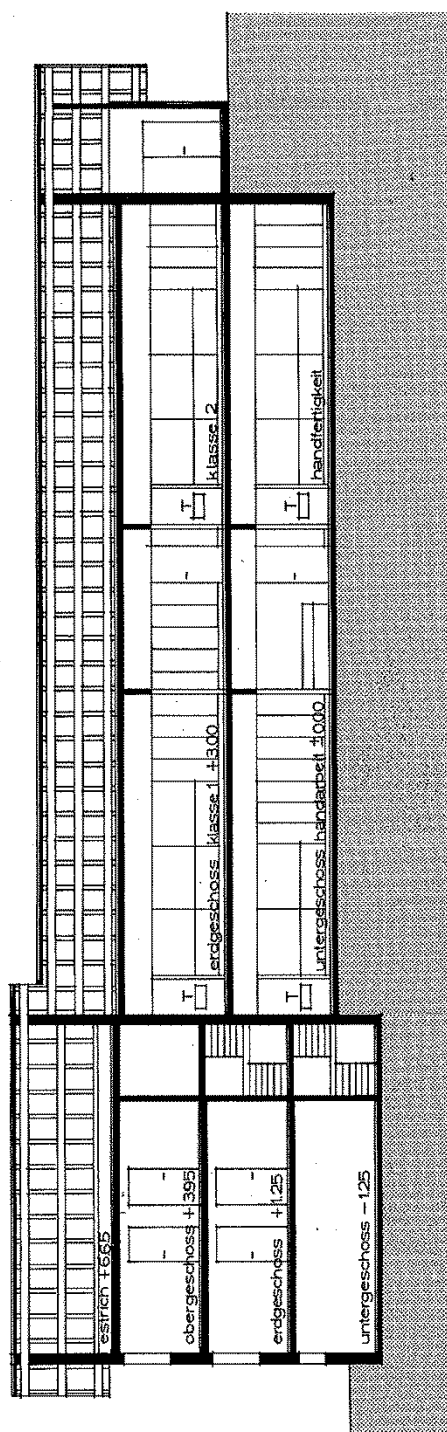 estrich +6.65
obergeschoss +3.95
erdgeschoss +1.25
untergeschoss -1.25
erdgeschoss klasse 1 +3.00
klasse 2
untergeschoss handarbeit ±0.00
handfertigkeit